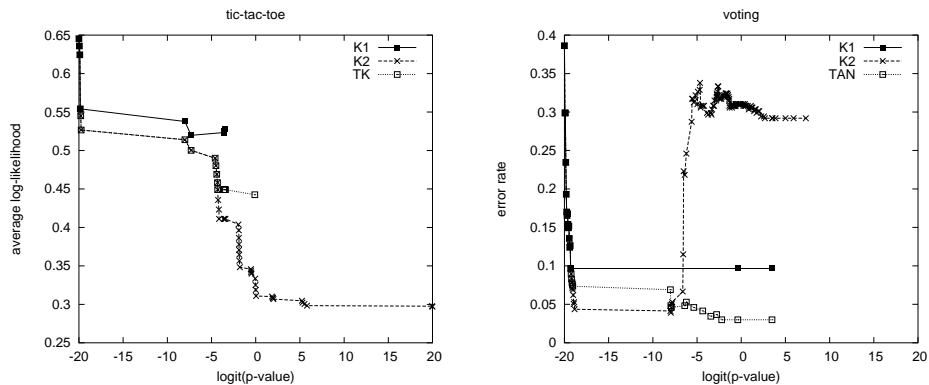 tic-tac-toe
0.65
0.6
0.55
0.5
0.45
0.4
0.35
0.3
0.25
average log-likelihood
-20 -15 -10 -5 0 5 10 15 20
logit(p-value)
K1
K2
TK
voting
0.4
0.35
0.3
0.25
0.2
0.15
0.1
0.05
0
error rate
-20 -15 -10 -5 0 5 10 15 20
logit(p-value)
K1
K2
TAN